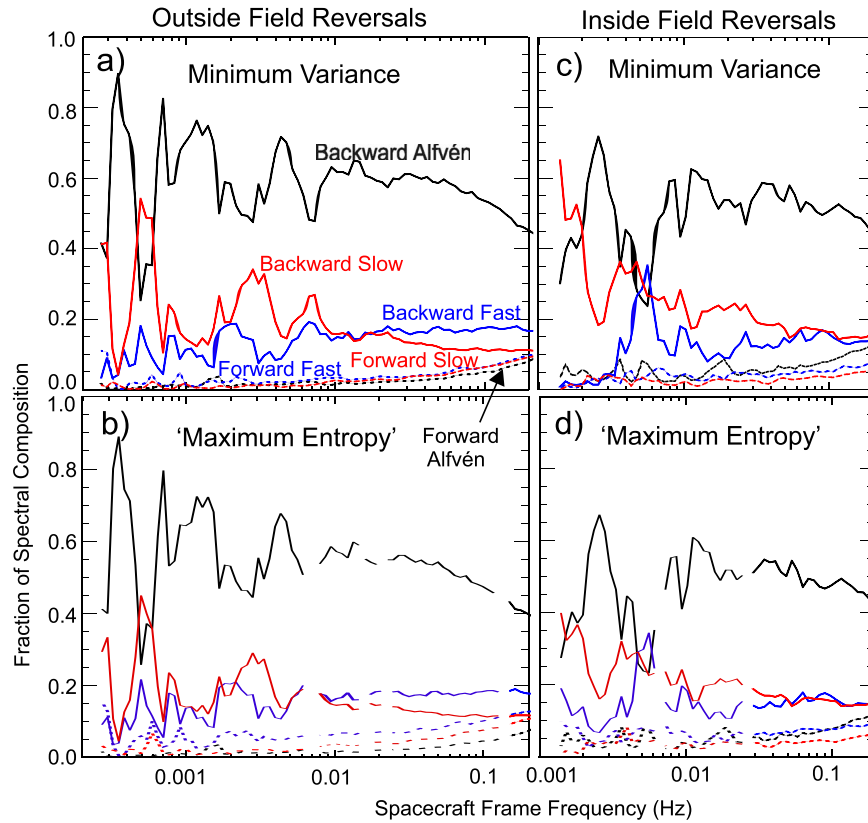 Outside Field Reversals
Inside Field Reversals
1.0
0.8
0.6
0.4
0.2
0.0
a)
Minimum Variance
Backward Alfvén
Backward Slow
Backward Fast
Forward Fast
Forward Slow
c)
Minimum Variance
1.0
0.8
0.6
0.4
0.2
0.0
b)
'Maximum Entropy'
Forward
Alfvén
d)
'Maximum Entropy'
Fraction of Spectral Composition
0.001
0.01
0.1
0.001
0.01
0.1
Spacecraft Frame Frequency (Hz)